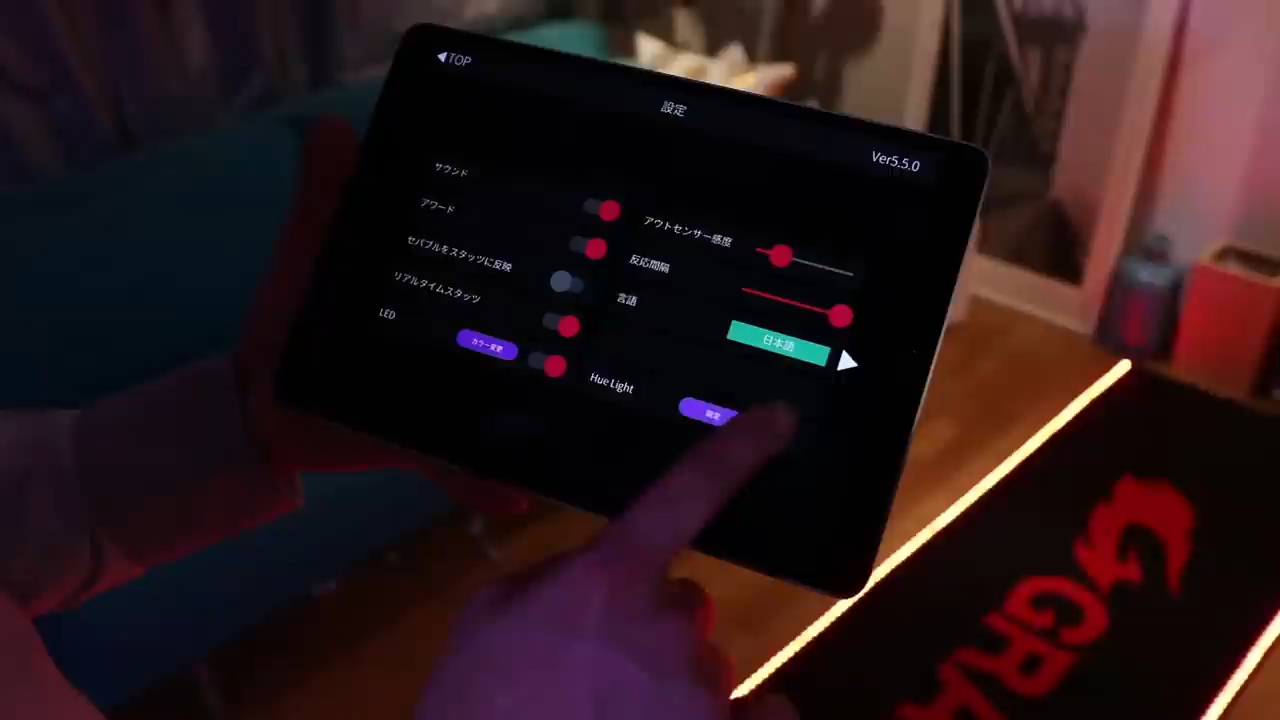 TOP
設定
Ver5.5.0
サウンド
アワード
セパブルをスタッツに反映
リアルタイムスタッツ
LED
カラー変更
アウトセンサー感度
反応間隔
言語
日本語
Hue Light
設定
GRA